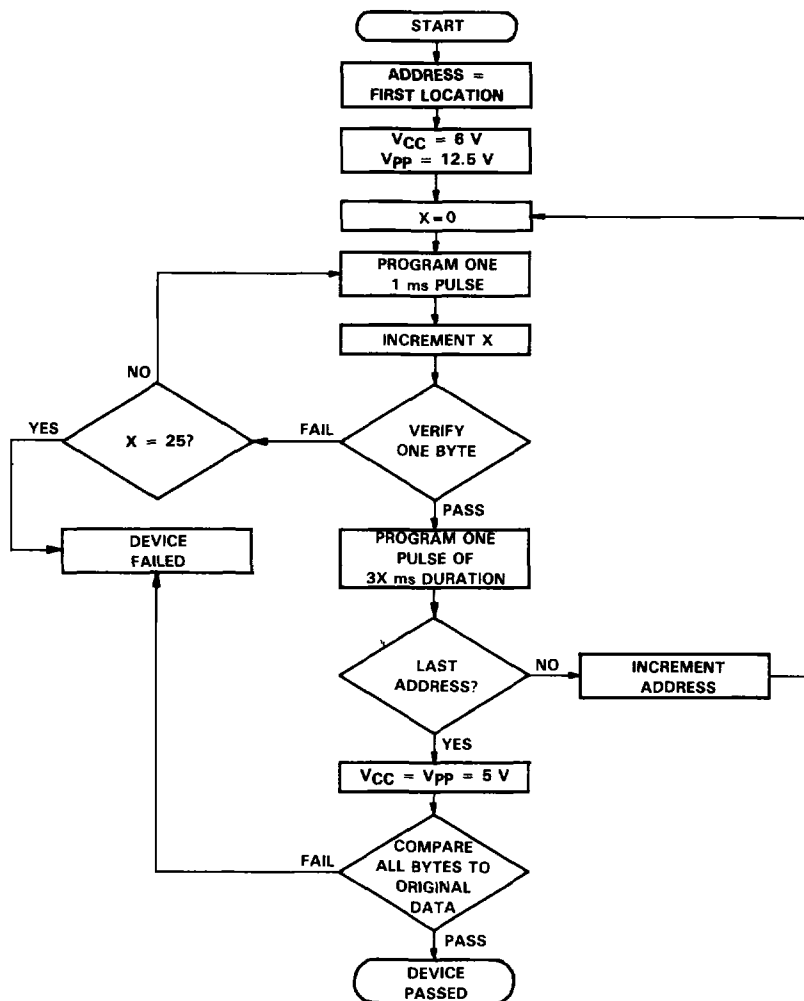 START
ADDRESS =
FIRST LOCATION
VCC = 6 V
VPP = 12.5 V
X=0
PROGRAM ONE
1 ms PULSE
INCREMENT X
NO
YES
X = 25?
FAIL
VERIFY
ONE BYTE
PASS
DEVICE
FAILED
PROGRAM ONE
PULSE OF
3X ms DURATION
LAST
ADDRESS?
NO
INCREMENT
ADDRESS
YES
VCC = VPP = 5 V
FAIL
COMPARE
ALL BYTES TO
ORIGINAL
DATA
PASS
DEVICE
PASSED